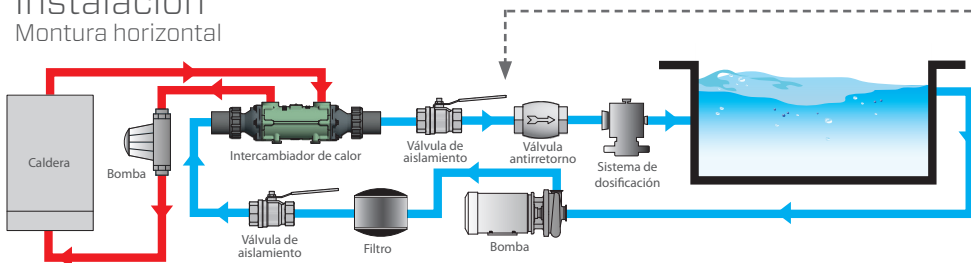 Instalación
Montura horizontal
Caldera
Bomba
Intercambiador de calor
Válvula de
aislamiento
Válvula
antirretorno
Sistema de
dosificación
Válvula de
aislamiento
Filtro
Bomba